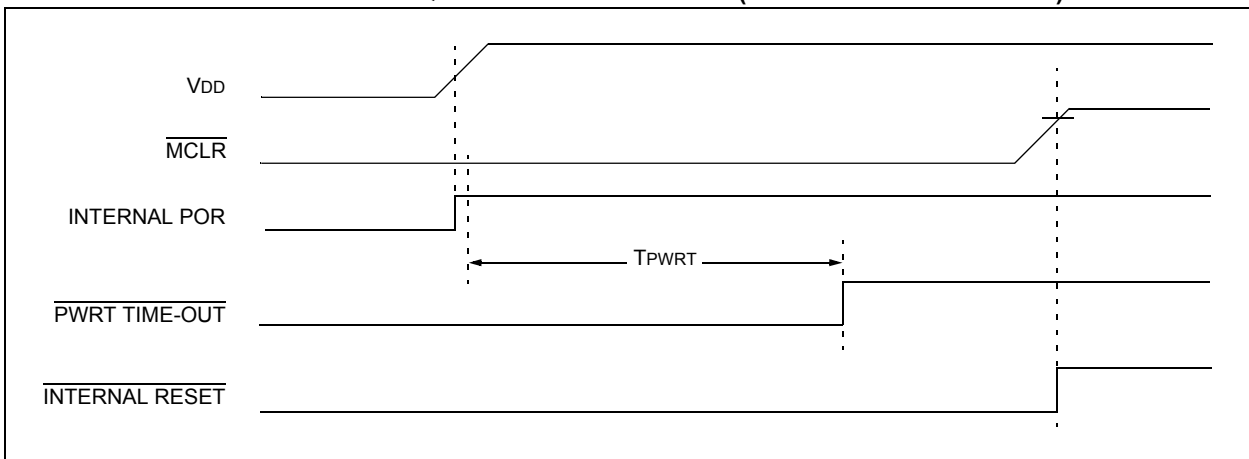 VDD
MCLR
INTERNAL POR
TPWRT
PWRT TIME-OUT
INTERNAL RESET